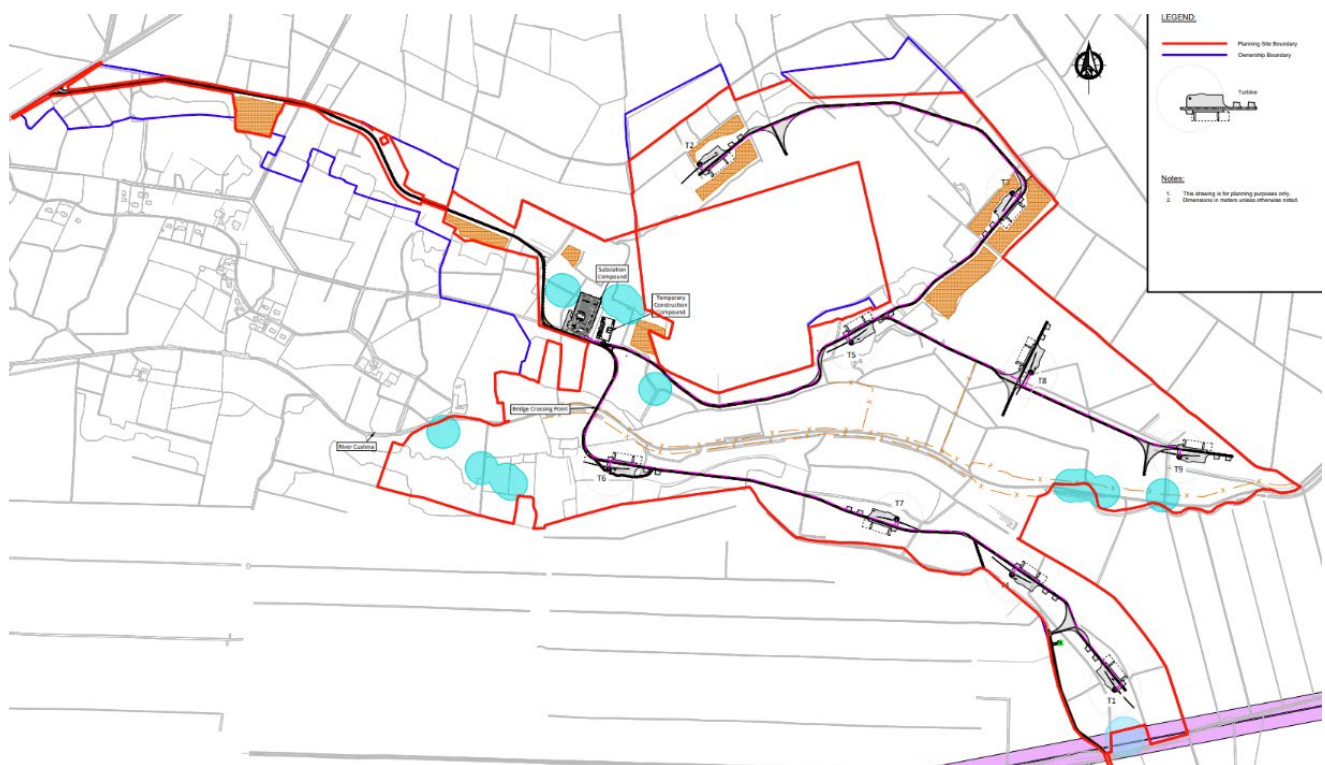 LEGEND:
Planning Site Boundary
Ownership Boundary
Turbine
Notes:
1. This drawing is for planning purposes only.
2. Dimensions in meters unless otherwise noted.
T2
Substation
Compound
Temporary
Construction
Compound
T5
T8
Bridge Crossing Point
River Cushina
T6
T9
T7
T1